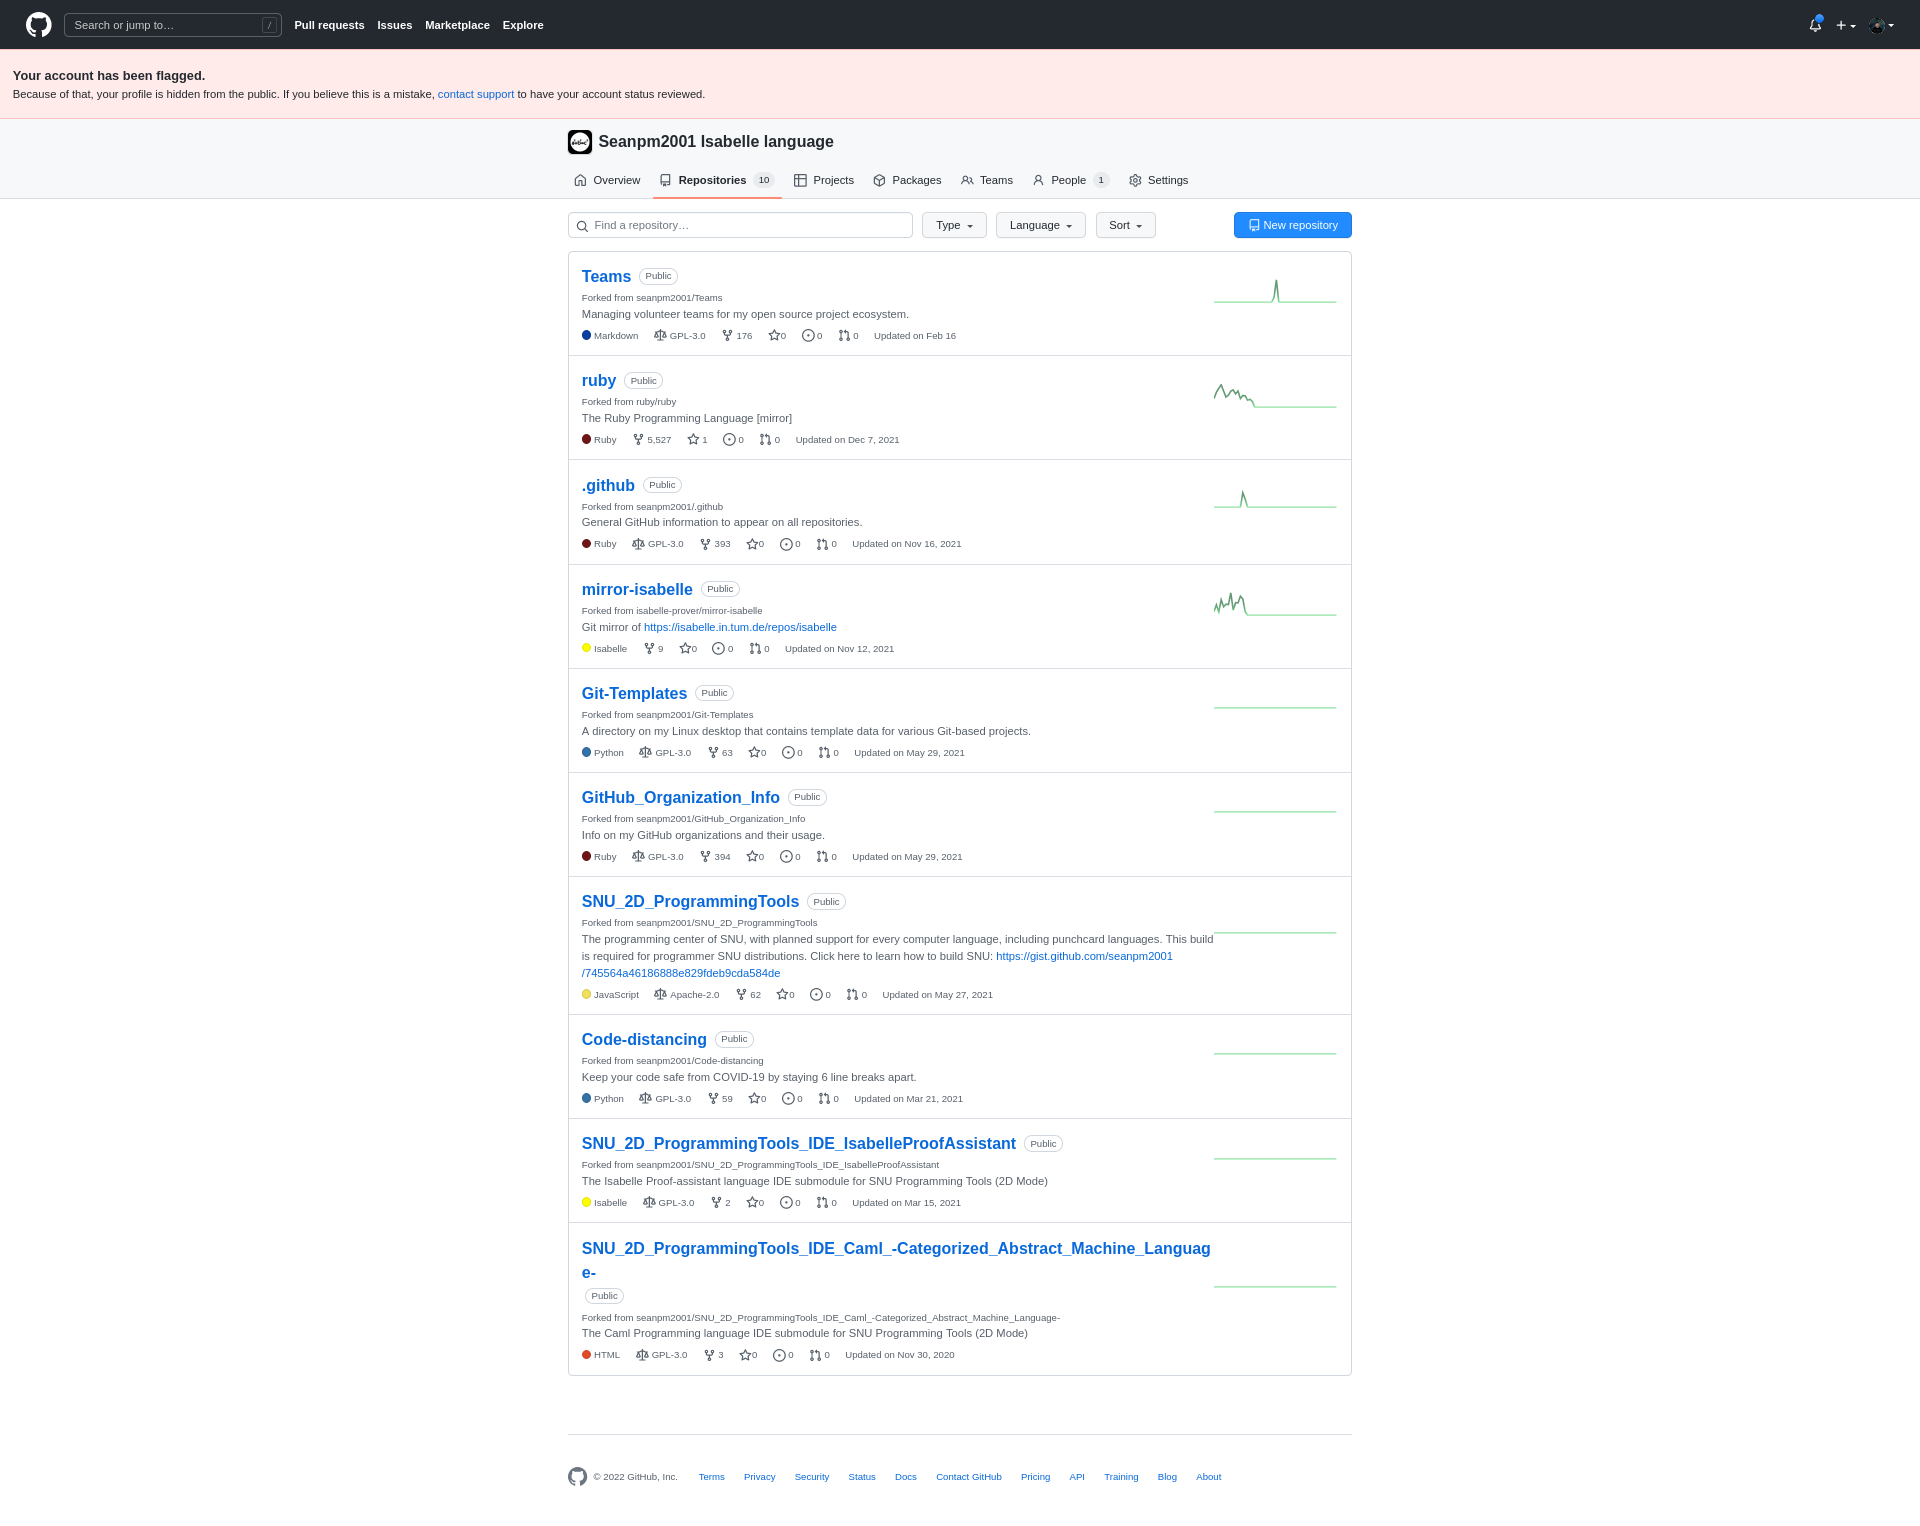 Search or jump to… /
Pull requests Issues Marketplace Explore
Your account has been flagged.
Because of that, your profile is hidden from the public. If you believe this is a mistake, contact support to have your account status reviewed.
Seanpm2001 Isabelle language
Overview Repositories 10 Projects Packages Teams People 1 Settings
Find a repository… Type Language Sort New repository
Teams Public
Forked from seanpm2001/Teams
Managing volunteer teams for my open source project ecosystem.
Markdown GPL-3.0 176 0 0 0 Updated on Feb 16
ruby Public
Forked from ruby/ruby
The Ruby Programming Language [mirror]
Ruby 5,527 1 0 0 Updated on Dec 7, 2021
.github Public
Forked from seanpm2001/.github
General GitHub information to appear on all repositories.
Ruby GPL-3.0 393 0 0 0 Updated on Nov 16, 2021
mirror-isabelle Public
Forked from isabelle-prover/mirror-isabelle
Git mirror of https://isabelle.in.tum.de/repos/isabelle
Isabelle 9 0 0 0 Updated on Nov 12, 2021
Git-Templates Public
Forked from seanpm2001/Git-Templates
A directory on my Linux desktop that contains template data for various Git-based projects.
Python GPL-3.0 63 0 0 0 Updated on May 29, 2021
GitHub_Organization_Info Public
Forked from seanpm2001/GitHub_Organization_Info
Info on my GitHub organizations and their usage.
Ruby GPL-3.0 394 0 0 0 Updated on May 29, 2021
SNU_2D_ProgrammingTools Public
Forked from seanpm2001/SNU_2D_ProgrammingTools
The programming center of SNU, with planned support for every computer language, including punchcard languages. This build
is required for programmer SNU distributions. Click here to learn how to build SNU: https://gist.github.com/seanpm2001
/745564a46186888e829fdeb9cda584de
JavaScript Apache-2.0 62 0 0 0 Updated on May 27, 2021
Code-distancing Public
Forked from seanpm2001/Code-distancing
Keep your code safe from COVID-19 by staying 6 line breaks apart.
Python GPL-3.0 59 0 0 0 Updated on Mar 21, 2021
SNU_2D_ProgrammingTools_IDE_IsabelleProofAssistant Public
Forked from seanpm2001/SNU_2D_ProgrammingTools_IDE_IsabelleProofAssistant
The Isabelle Proof-assistant language IDE submodule for SNU Programming Tools (2D Mode)
Isabelle GPL-3.0 2 0 0 0 Updated on Mar 15, 2021
SNU_2D_ProgrammingTools_IDE_Caml_-Categorized_Abstract_Machine_Languag
e-
Public
Forked from seanpm2001/SNU_2D_ProgrammingTools_IDE_Caml_-Categorized_Abstract_Machine_Language-
The Caml Programming language IDE submodule for SNU Programming Tools (2D Mode)
HTML GPL-3.0 3 0 0 0 Updated on Nov 30, 2020
© 2022 GitHub, Inc. Terms Privacy Security Status Docs Contact GitHub Pricing API Training Blog About